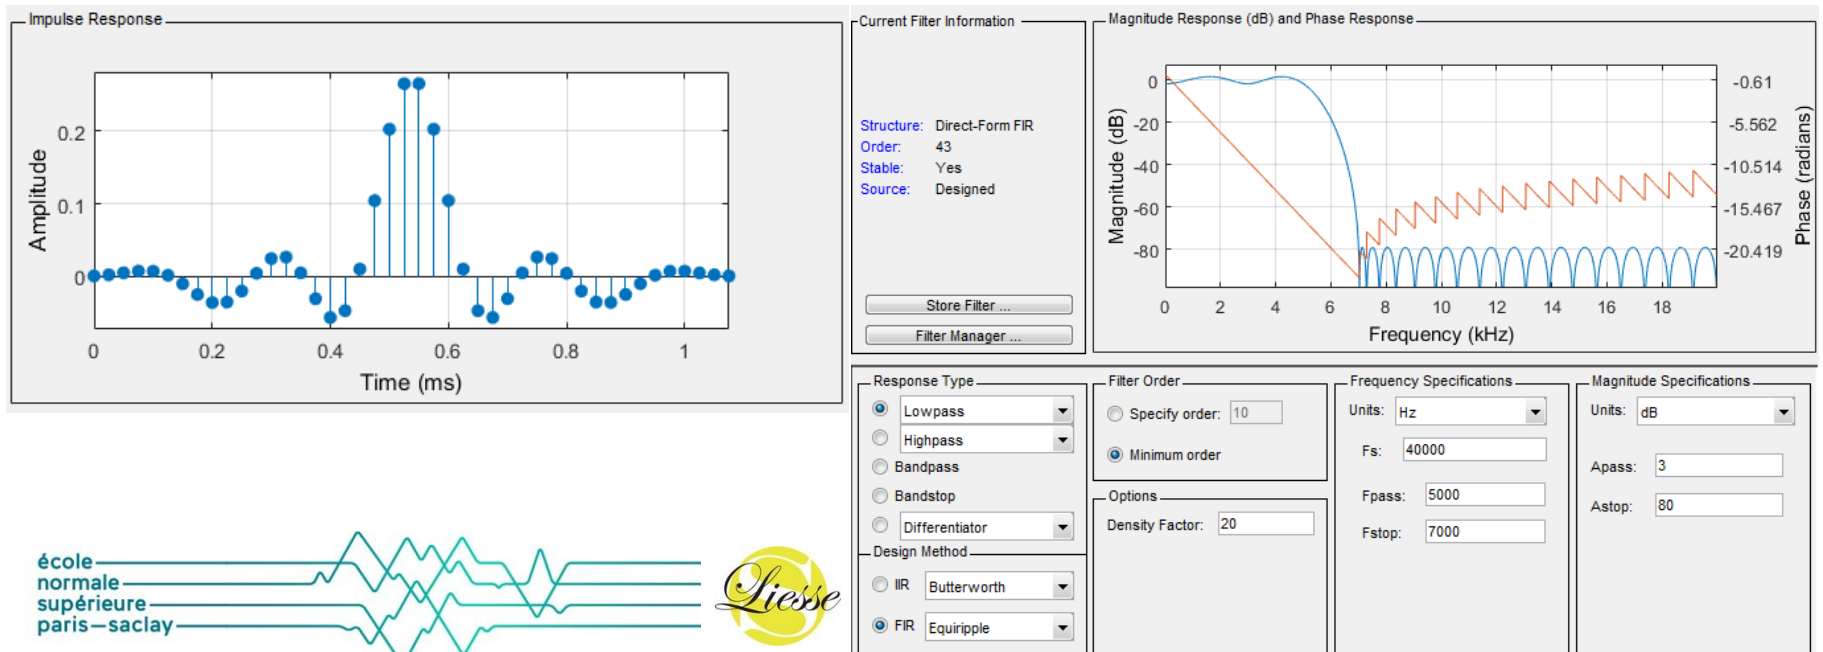 Impulse Response
Amplitude
0.2
0.1
0
0 0.2 0.4 0.6 0.8 1
Time (ms)
Current Filter Information
Structure: Direct-Form FIR
Order: 43
Stable: Yes
Source: Designed
Store Filter ...
Filter Manager ...
Magnitude Response (dB) and Phase Response
Magnitude (dB)
0
-20
-40
-60
-80
0 2 4 6 8 10 12 14 16 18
Frequency (kHz)
-0.61
-5.562
-10.514
-15.467
-20.419
Phase (radians)
Response Type
Lowpass
Highpass
Bandpass
Bandstop
Differentiator
Design Method
IIR Butterworth
FIR Equiripple
Filter Order
Specify order: 10
Minimum order
Options
Density Factor: 20
Frequency Specifications
Units: Hz
Fs: 40000
Fpass: 5000
Fstop: 7000
Magnitude Specifications
Units: dB
Apass: 3
Astop: 80
école
normale
supérieure
paris—saclay
Liesse